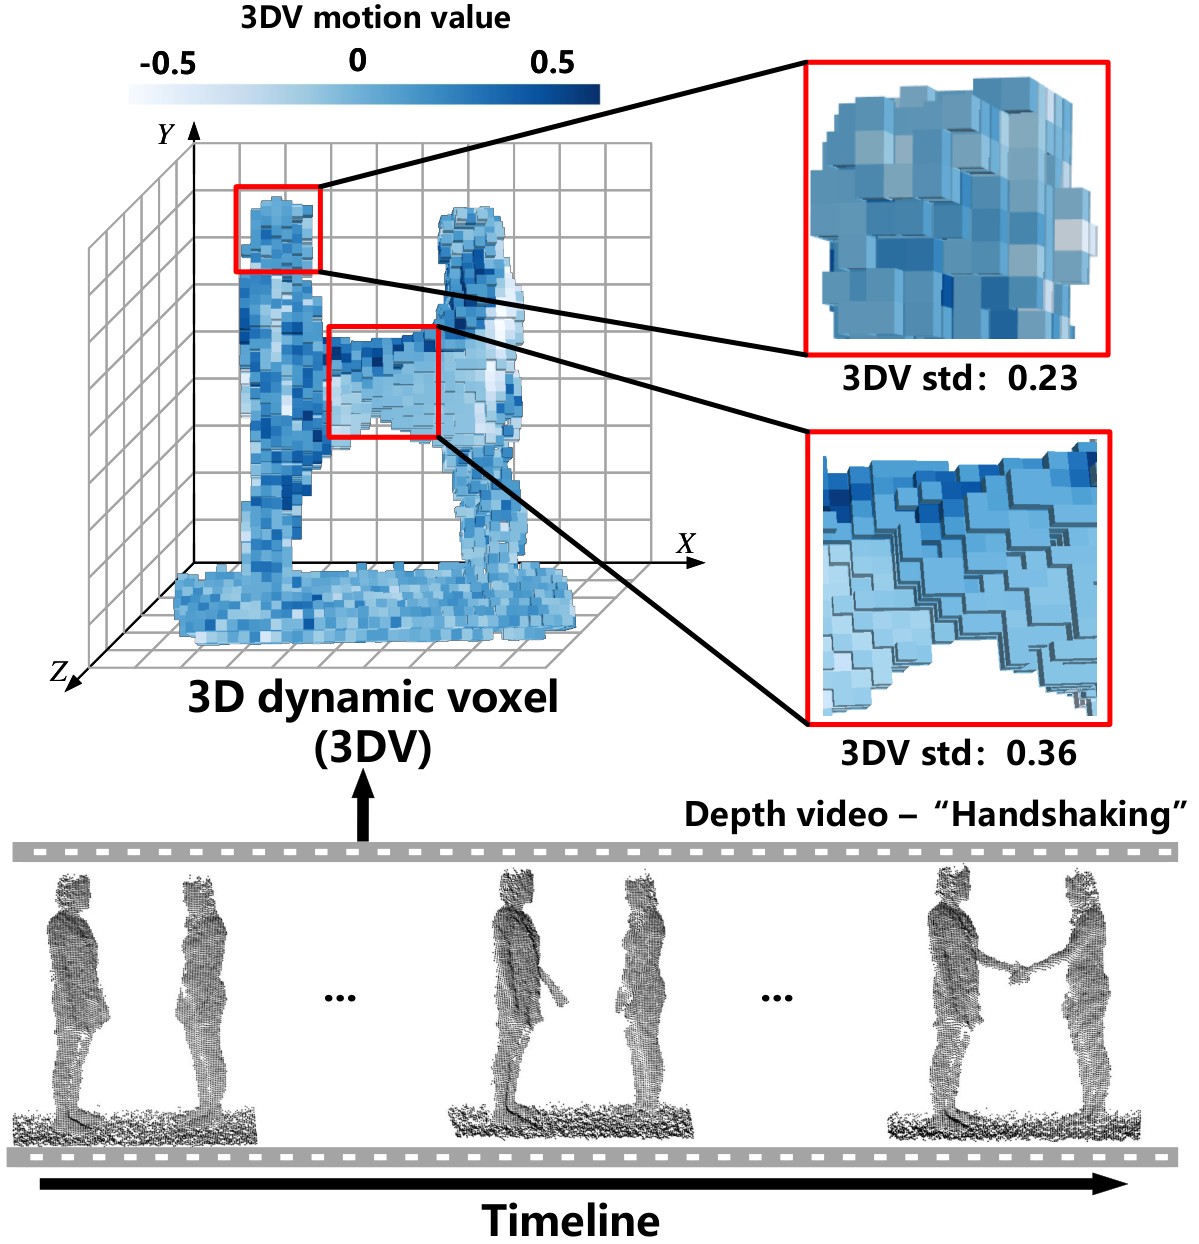 3DV motion value
-0.5 0 0.5
Y
3DV std: 0.23
X
Z
3D dynamic voxel
(3DV)
3DV std: 0.36
Depth video – “Handshaking”
... ...
Timeline